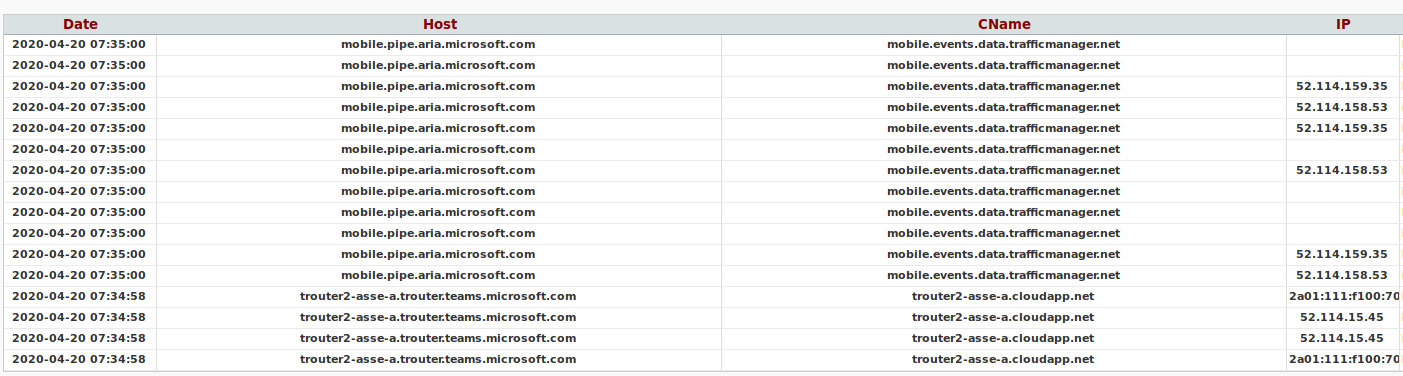 Date Host CName IP
2020-04-20 07:35:00 mobile.pipe.aria.microsoft.com mobile.events.data.trafficmanager.net
2020-04-20 07:35:00 mobile.pipe.aria.microsoft.com mobile.events.data.trafficmanager.net
2020-04-20 07:35:00 mobile.pipe.aria.microsoft.com mobile.events.data.trafficmanager.net 52.114.159.35
2020-04-20 07:35:00 mobile.pipe.aria.microsoft.com mobile.events.data.trafficmanager.net 52.114.158.53
2020-04-20 07:35:00 mobile.pipe.aria.microsoft.com mobile.events.data.trafficmanager.net 52.114.159.35
2020-04-20 07:35:00 mobile.pipe.aria.microsoft.com mobile.events.data.trafficmanager.net
2020-04-20 07:35:00 mobile.pipe.aria.microsoft.com mobile.events.data.trafficmanager.net 52.114.158.53
2020-04-20 07:35:00 mobile.pipe.aria.microsoft.com mobile.events.data.trafficmanager.net
2020-04-20 07:35:00 mobile.pipe.aria.microsoft.com mobile.events.data.trafficmanager.net
2020-04-20 07:35:00 mobile.pipe.aria.microsoft.com mobile.events.data.trafficmanager.net
2020-04-20 07:35:00 mobile.pipe.aria.microsoft.com mobile.events.data.trafficmanager.net 52.114.159.35
2020-04-20 07:35:00 mobile.pipe.aria.microsoft.com mobile.events.data.trafficmanager.net 52.114.158.53
2020-04-20 07:34:58 trouter2-asse-a.trouter.teams.microsoft.com trouter2-asse-a.cloudapp.net 2a01:111:f100:70
2020-04-20 07:34:58 trouter2-asse-a.trouter.teams.microsoft.com trouter2-asse-a.cloudapp.net 52.114.15.45
2020-04-20 07:34:58 trouter2-asse-a.trouter.teams.microsoft.com trouter2-asse-a.cloudapp.net 52.114.15.45
2020-04-20 07:34:58 trouter2-asse-a.trouter.teams.microsoft.com trouter2-asse-a.cloudapp.net 2a01:111:f100:70